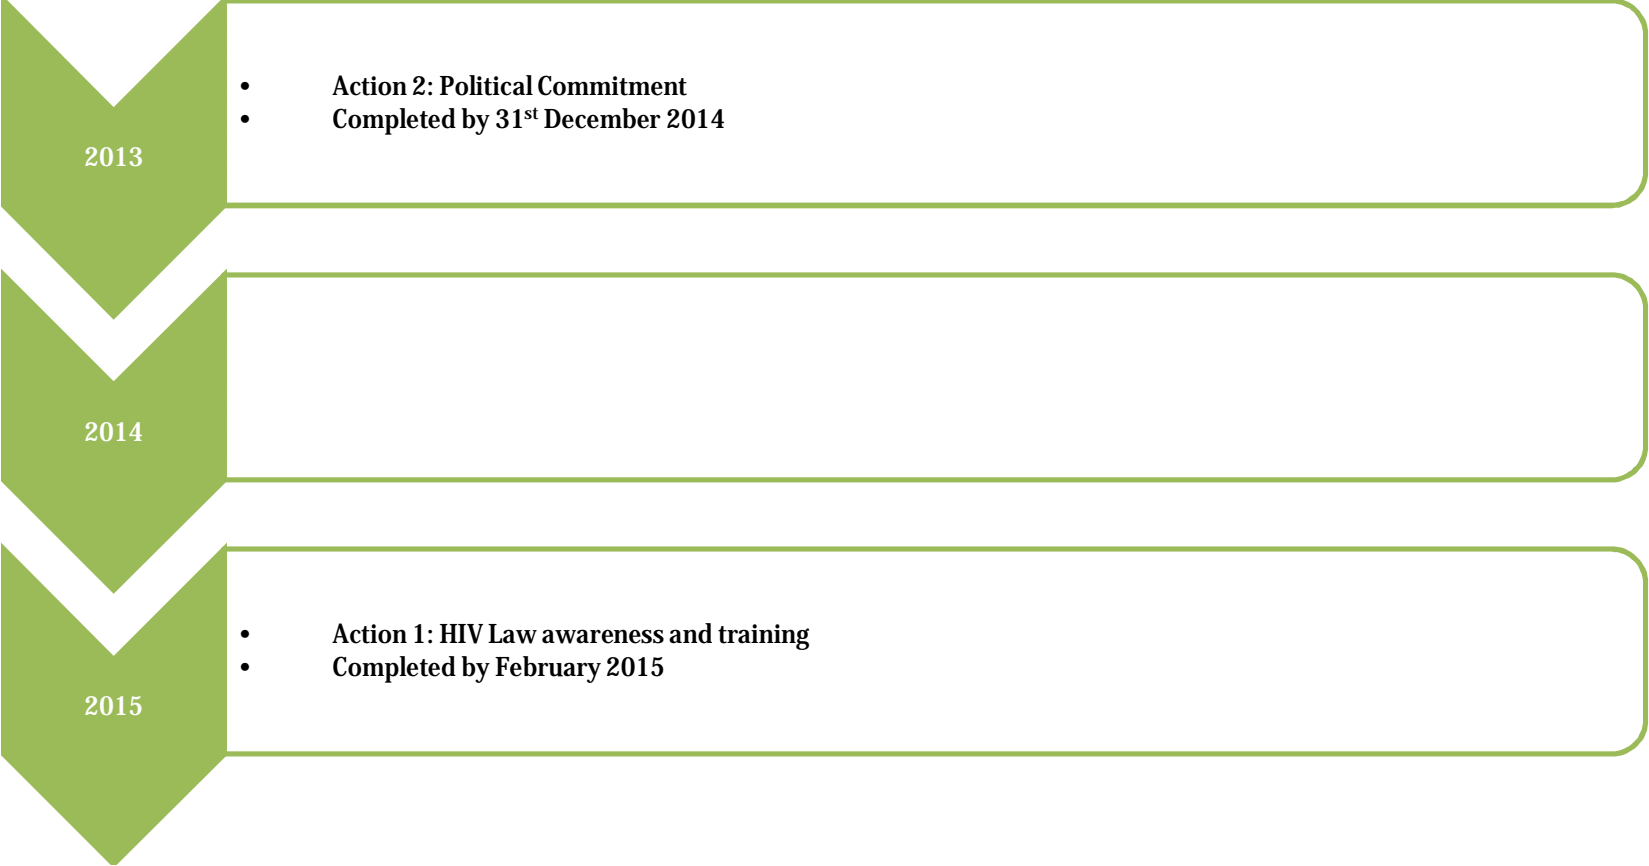 2013
• Action 2: Political Commitment
• Completed by 31st December 2014
2014
2015
• Action 1: HIV Law awareness and training
• Completed by February 2015